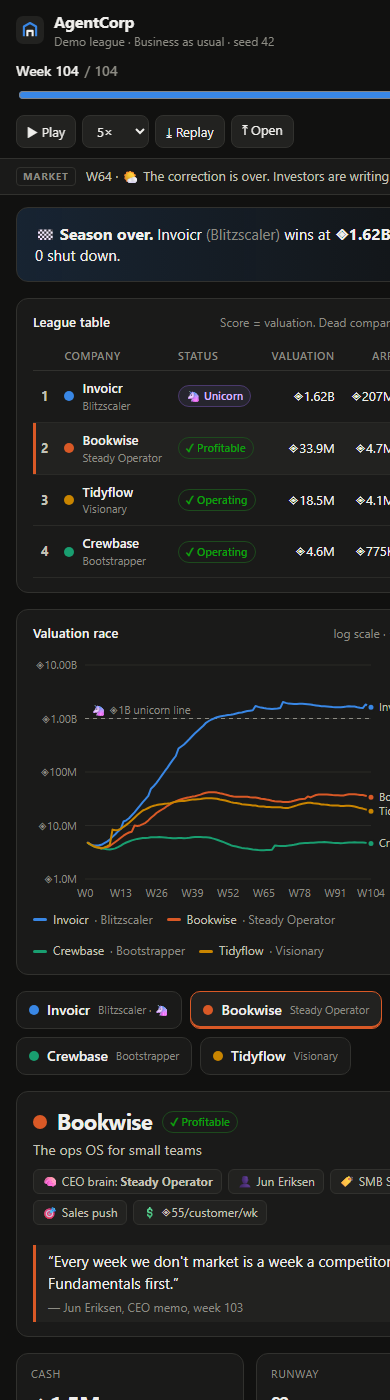 AgentCorp
Demo league · Business as usual · seed 42
Week 104 / 104
▶ Play 5× ⤓ Replay ⤒ Open
MARKET W64 · 🌤 The correction is over. Investors are writing
🏁 Season over. Invoicr (Blitzscaler) wins at ◈1.62B
0 shut down.
League table Score = valuation. Dead compar
COMPANY STATUS VALUATION AR
1 Invoicr 🦄 Unicorn ◈1.62B ◈207M
Blitzscaler
2 Bookwise ✓ Profitable ◈33.9M ◈4.7M
Steady Operator
3 Tidyflow ✓ Operating ◈18.5M ◈4.1M
Visionary
4 Crewbase ✓ Operating ◈4.6M ◈775
Bootstrapper
Valuation race log scale ·
◈10.00B
🦄 ◈1B unicorn line Inv
◈1.00B
◈100M
Bo
Tid
◈10.0M
Cr
◈1.0M
W0 W13 W26 W39 W52 W65 W78 W91 W104
Invoicr · Blitzscaler Bookwise · Steady Operator
Crewbase · Bootstrapper Tidyflow · Visionary
Invoicr Blitzscaler · 🦄 Bookwise Steady Operator
Crewbase Bootstrapper Tidyflow Visionary
Bookwise ✓ Profitable
The ops OS for small teams
🧠 CEO brain: Steady Operator 👤 Jun Eriksen 🏷 SMB S
🎯 Sales push 💲 ◈55/customer/wk
“Every week we don't market is a week a competitor
Fundamentals first.”
— Jun Eriksen, CEO memo, week 103
CASH RUNWAY